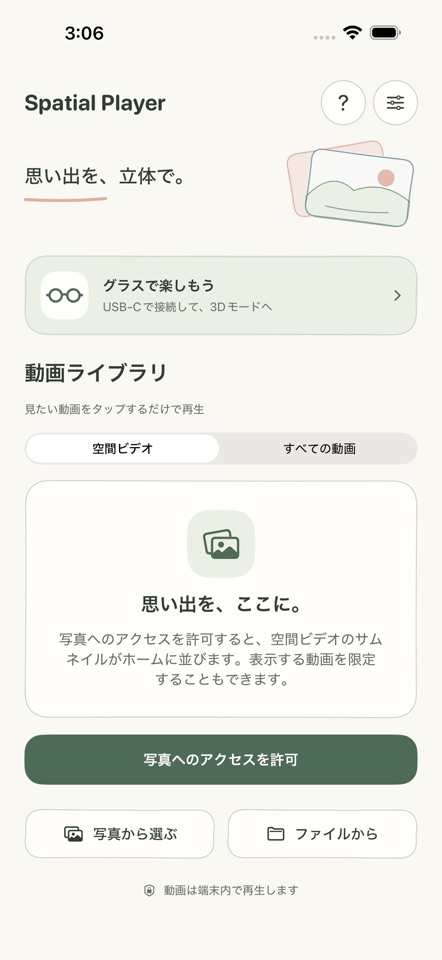 3:06
Spatial Player
?
思い出を、立体で。
グラスで楽しもう
USB-Cで接続して、3Dモードへ
動画ライブラリ
見たい動画をタップするだけで再生
空間ビデオ
すべての動画
思い出を、ここに。
写真へのアクセスを許可すると、空間ビデオのサム
ネイルがホームに並びます。表示する動画を限定
することもできます。
写真へのアクセスを許可
写真から選ぶ
ファイルから
動画は端末内で再生します